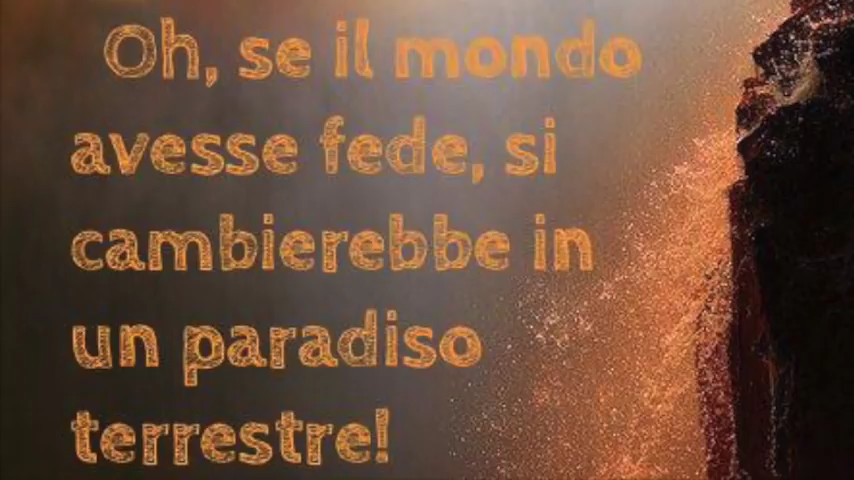 Oh, se il mondo
avesse fede, si
cambierebbe in
un paradiso
terrestre!